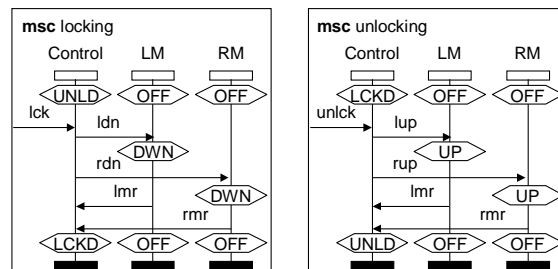 msc locking
Control LM RM
UNLD OFF OFF
lck
ldn
DWN
rdn
lmr
DWN
rmr
LCKD OFF OFF
msc unlocking
Control LM RM
LCKD OFF OFF
unlck
lup
UP
rup
lmr
UP
rmr
UNLD OFF OFF